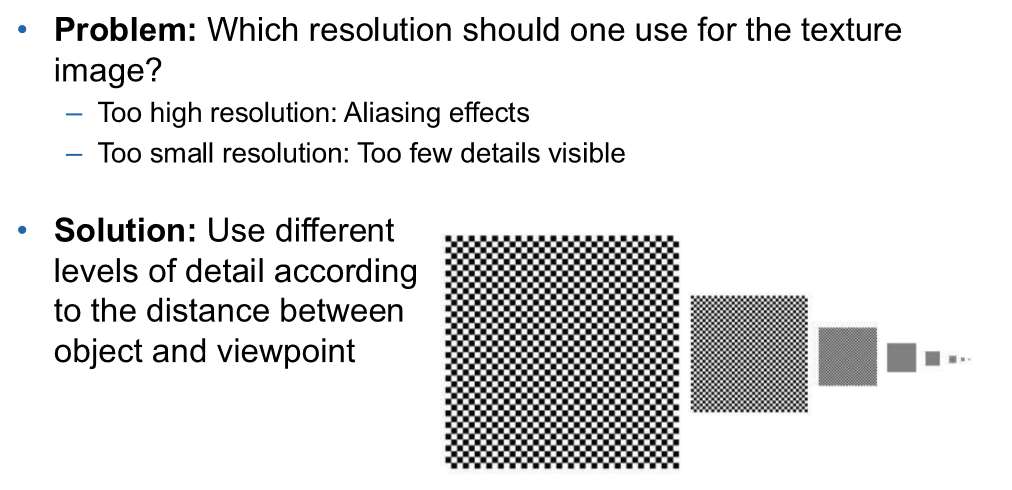 • Problem: Which resolution should one use for the texture
image?
– Too high resolution: Aliasing effects
– Too small resolution: Too few details visible
• Solution: Use different
levels of detail according
to the distance between
object and viewpoint